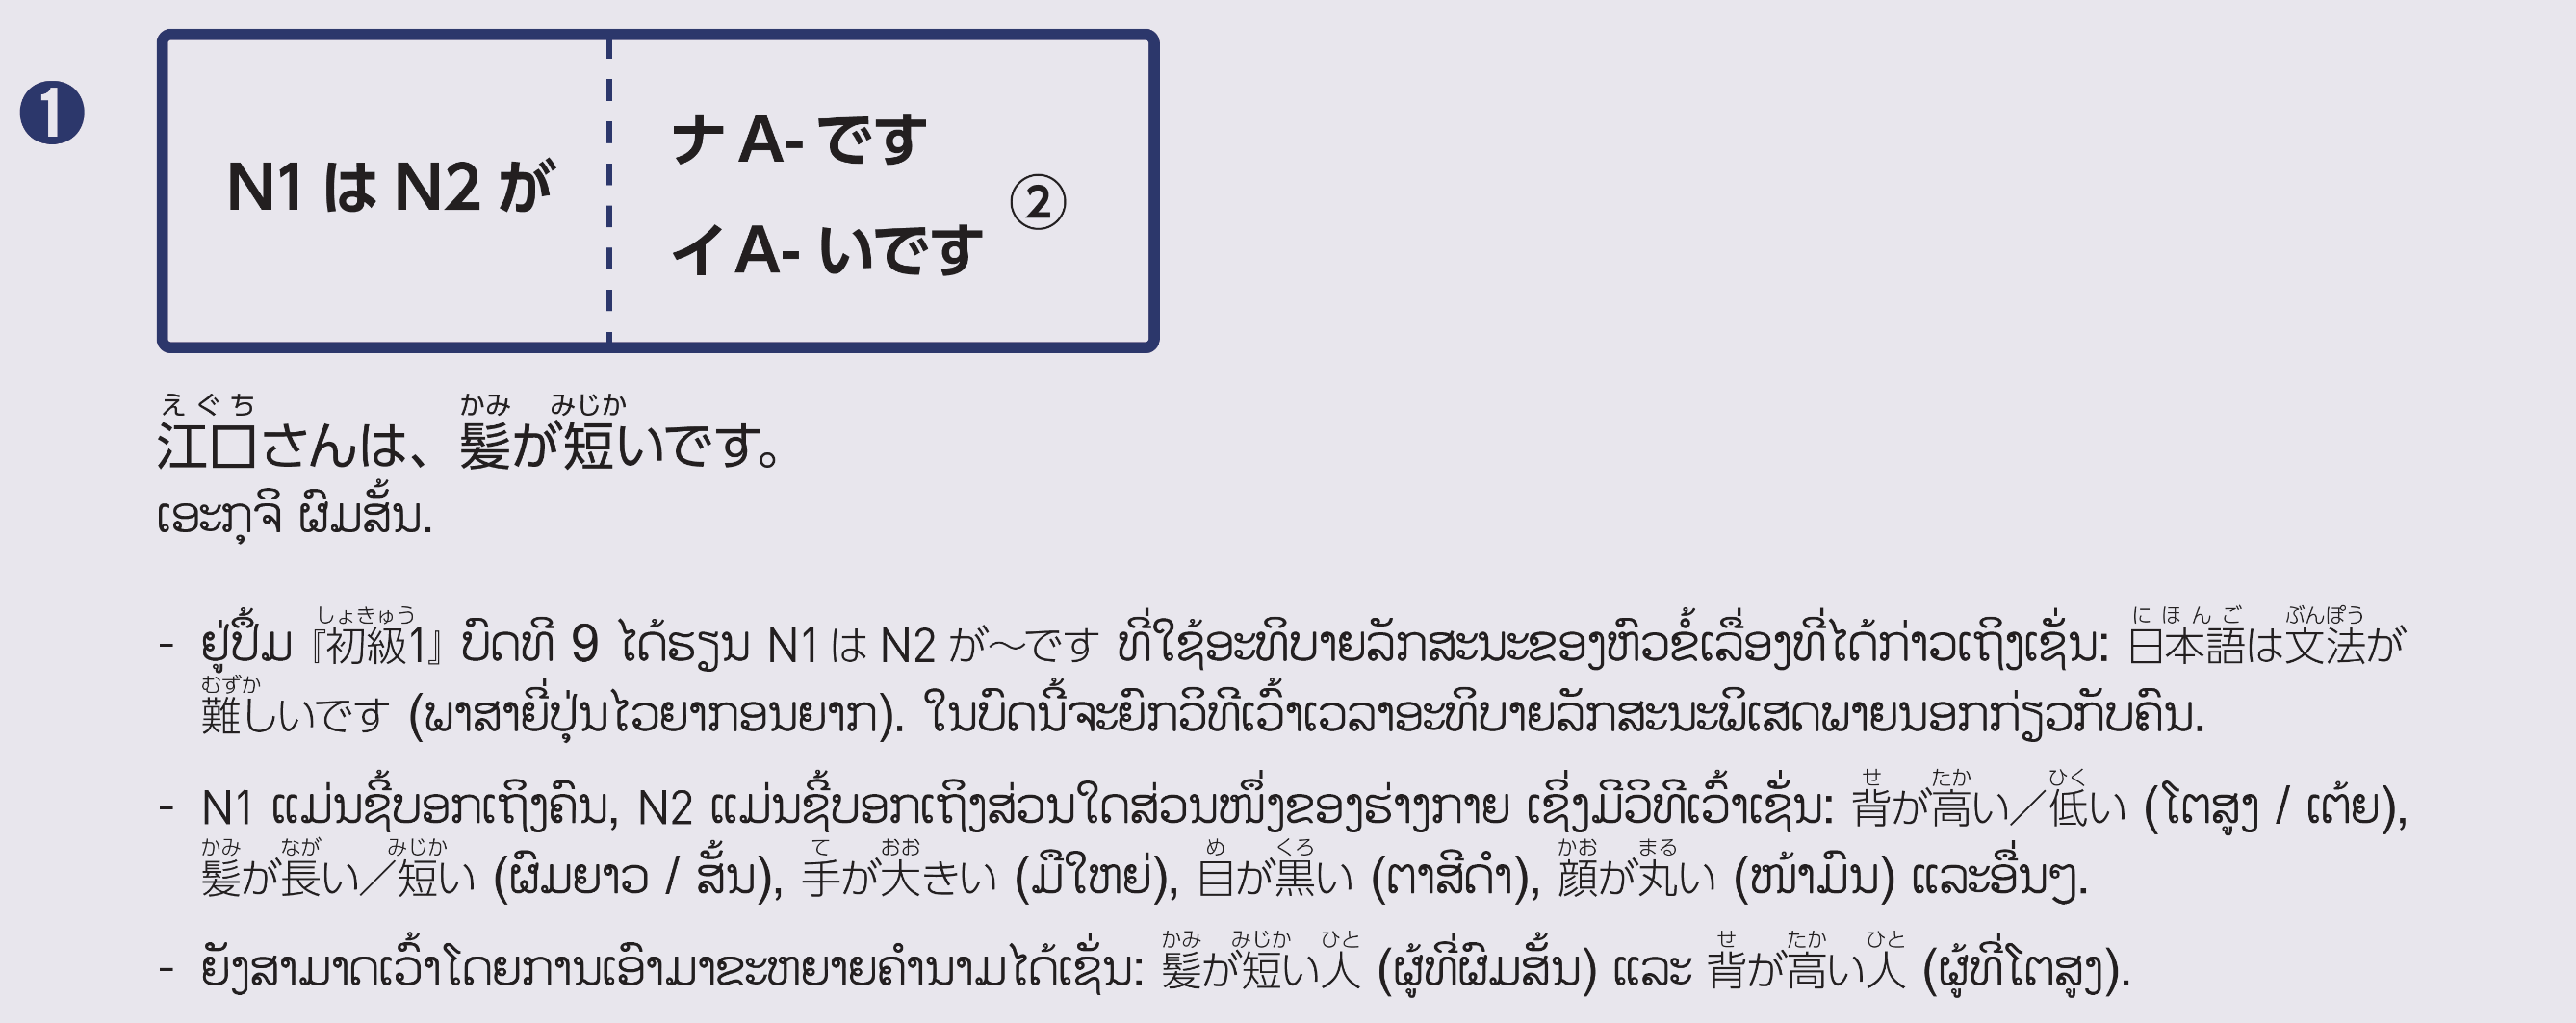 1
N1 は N2 が
ナ A- です
イ A- いです
②
えぐち かみ みじか
江口さんは、髪が短いです。
ເອະກຸຈິ ຜົມສັ້ນ.
しょきゅう にほんご ぶんぽう
- ຢູ່ປຶ້ມ『初級1』ບົດທີ 9 ໄດ້ຮຽນ N1 は N2 が～です ທີ່ໃຊ້ອະທິບາຍລັກສະນະຂອງຫົວຂໍ້ເລື່ອງທີ່ໄດ້ກ່າວເຖິງເຊັ່ນ: 日本語は文法が
むずか
難しいです (ພາສາຍີ່ປຸ່ນໄວຍາກອນຍາກ). ໃນບົດນີ້ຈະຍົກວິທີເວົ້າເວລາອະທິບາຍລັກສະນະພິເສດພາຍນອກກ່ຽວກັບຄົນ.
せ たか ひく
- N1 ແມ່ນຊີ້ບອກເຖິງຄົນ, N2 ແມ່ນຊີ້ບອກເຖິງສ່ວນໃດສ່ວນໜຶ່ງຂອງຮ່າງກາຍ ເຊິ່ງມີວິທີເວົ້າເຊັ່ນ: 背が高い／低い (ໂຕສູງ / ເຕ້ຍ),
かみ なが みじか て おお め くろ かお まる
髪が長い／短い (ຜົມຍາວ / ສັ້ນ), 手が大きい (ມືໃຫຍ່), 目が黒い (ຕາສີດຳ), 顔が丸い (ໜ້າມົນ) ແລະອື່ນໆ.
かみ みじか ひと せ たか ひと
- ຍັງສາມາດເວົ້າໂດຍການເອົາມາຂະຫຍາຍຄຳນາມໄດ້ເຊັ່ນ: 髪が短い人 (ຜູ້ທີ່ຜົມສັ້ນ) ແລະ 背が高い人 (ຜູ້ທີ່ໂຕສູງ).